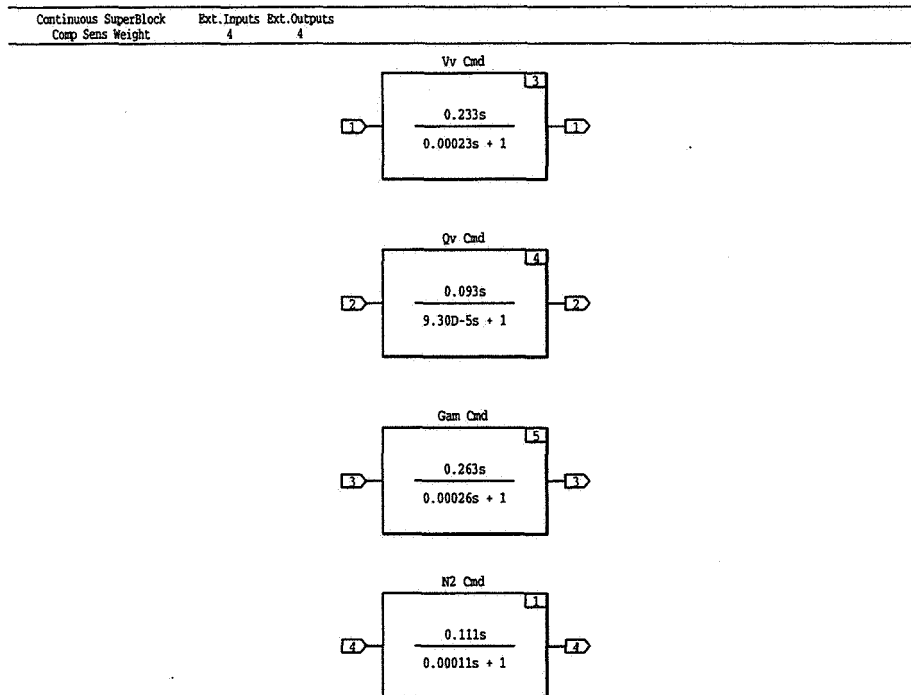 Continuous SuperBlock Ext.Inputs Ext.Outputs
Comp Sens Weight 4 4
Vv Cmd
3
1 0.233s 1
0.00023s + 1
Qv Cmd
4
2 0.093s 2
9.30D-5s + 1
Gam Cmd
5
3 0.263s 3
0.00026s + 1
N2 Cmd
1
4 0.111s 4
0.00011s + 1